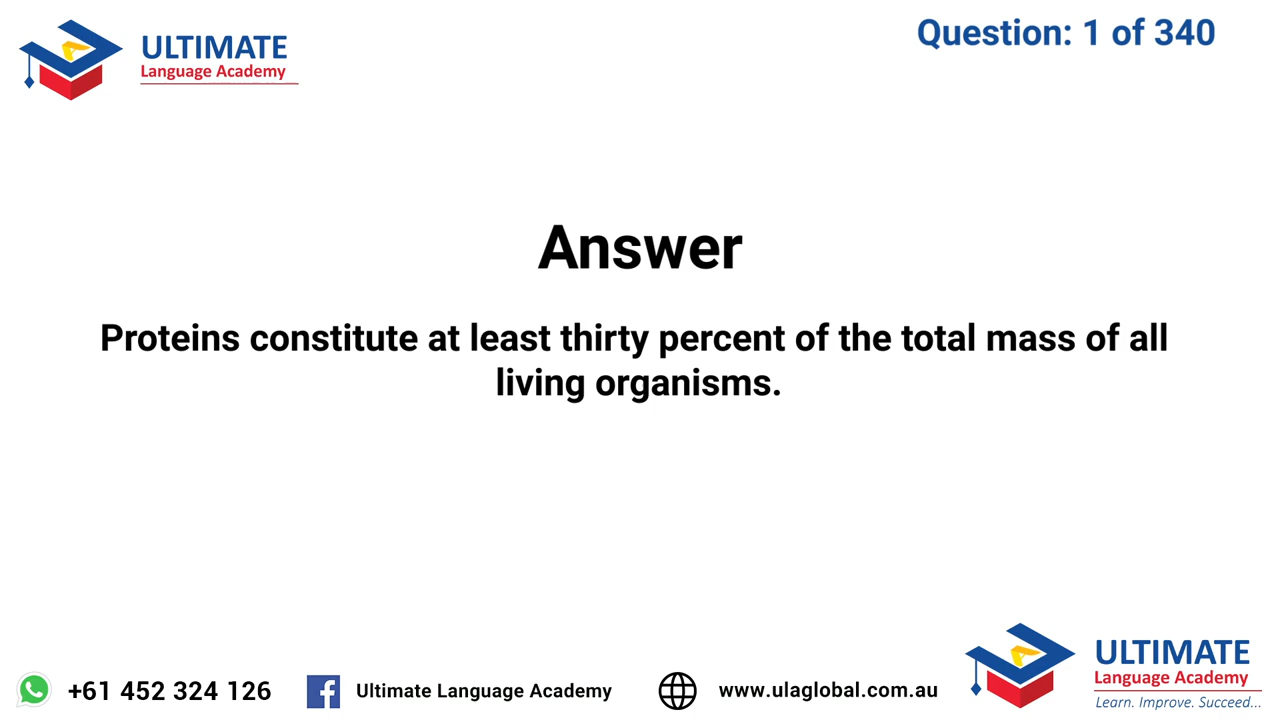 ULTIMATE
Language Academy
Question: 1 of 340
Answer
Proteins constitute at least thirty percent of the total mass of all
living organisms.
+61 452 324 126
Ultimate Language Academy
www.ulaglobal.com.au
ULTIMATE
Language Academy
Learn. Improve. Succeed...